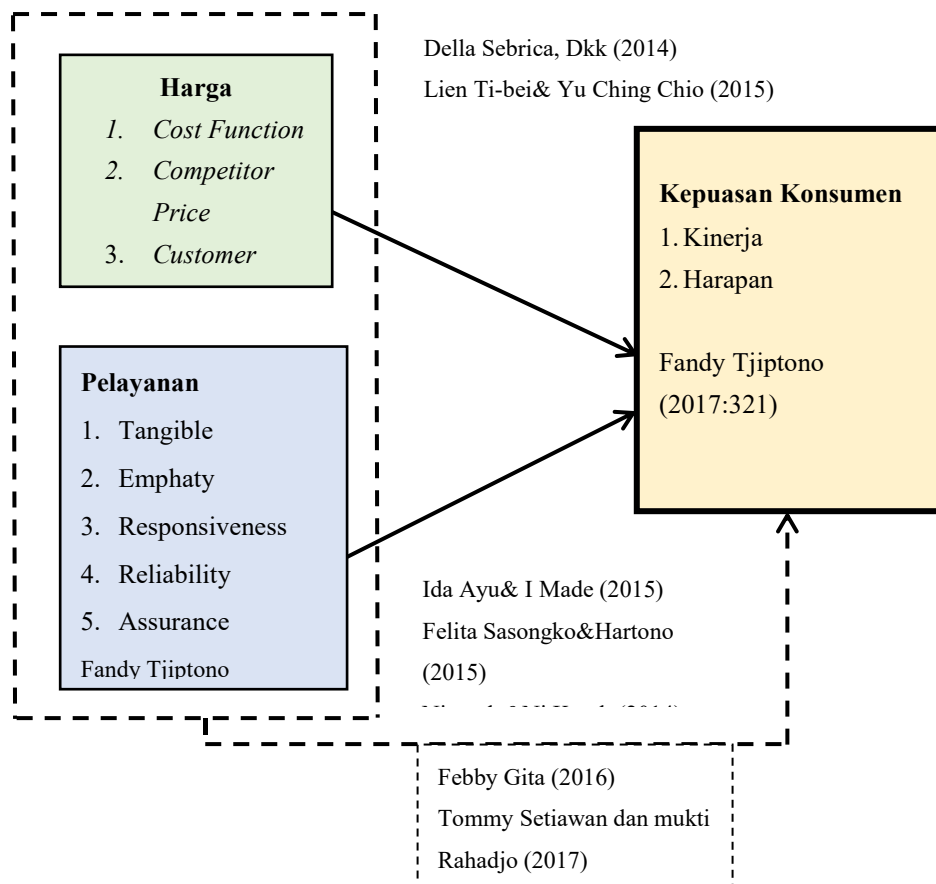 Harga
1. Cost Function
2. Competitor
Price
3. Customer
Pelayanan
1. Tangible
2. Emphaty
3. Responsiveness
4. Reliability
5. Assurance
Fandy Tjiptono
Della Sebrica, Dkk (2014)
Lien Ti-bei& Yu Ching Chio (2015)
Kepuasan Konsumen
1. Kinerja
2. Harapan
Fandy Tjiptono
(2017:321)
Ida Ayu& I Made (2015)
Felita Sasongko&Hartono
(2015)
Febby Gita (2016)
Tommy Setiawan dan mukti
Rahadjo (2017)